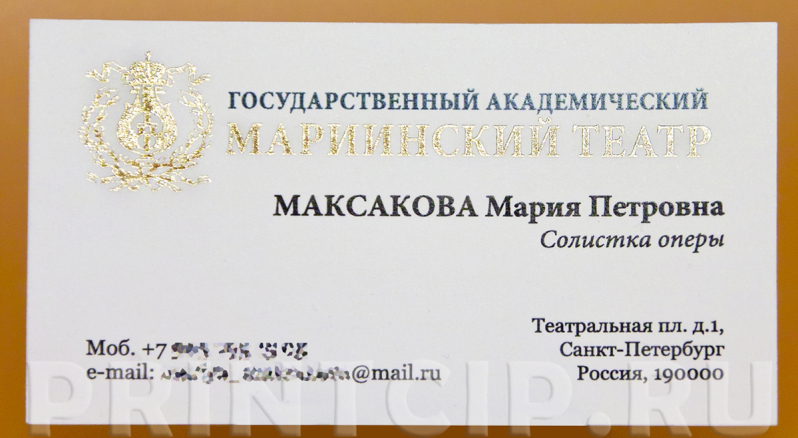 ГОСУДАРСТВЕННЫЙ АКАДЕМИЧЕСКИЙ
МАРИИНСКИЙ ТЕАТР
МАКСАКОВА Мария Петровна
Солистка оперы
Театральная пл. д.1,
Моб. +7
Санкт-Петербург
e-mail: @mail.ru
Россия, 190000
PRINTCIP.RU